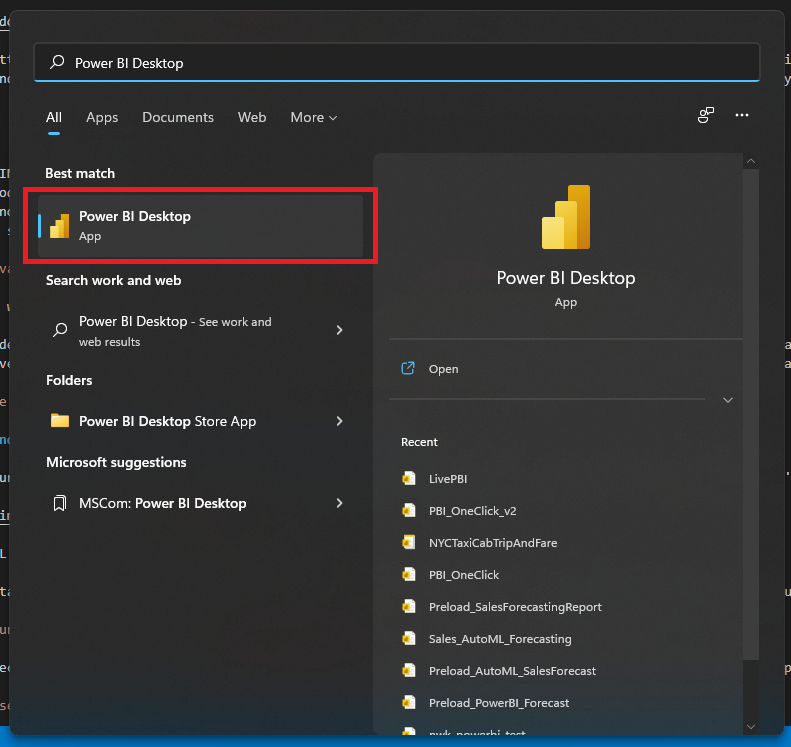 Power BI Desktop
All Apps Documents Web More
Best match
Power BI Desktop
App
Search work and web
Power BI Desktop - See work and
web results
Folders
Power BI Desktop Store App
Microsoft suggestions
MSCom: Power BI Desktop
Power BI Desktop
App
Open
Recent
LivePBI
PBI_OneClick_v2
NYCTaxiCabTripAndFare
PBI_OneClick
Preload_SalesForecastingReport
Sales_AutoML_Forecasting
Preload_AutoML_SalesForecast
Preload_PowerBI_Forecast